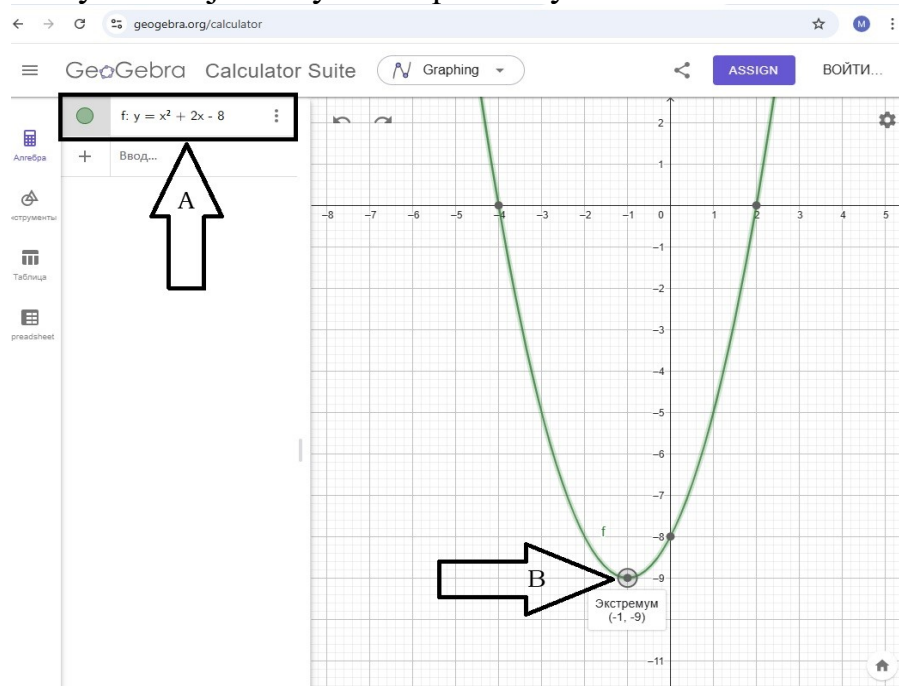 geogebra.org/calculator
M
GeoGebra Calculator Suite
Graphing
ASSIGN
ВОЙТИ...
f: y = x² + 2x - 8
Алгебра
+ Ввод...
A
нструменты
Таблица
preadsheet
2
1
-8 -7 -6 -5 -4 -3 -2 -1 0 1 2 3 4 5
-1
-2
-3
-4
-5
-6
-7
f
-8
B
-9
Экстремум
(-1, -9)
-11